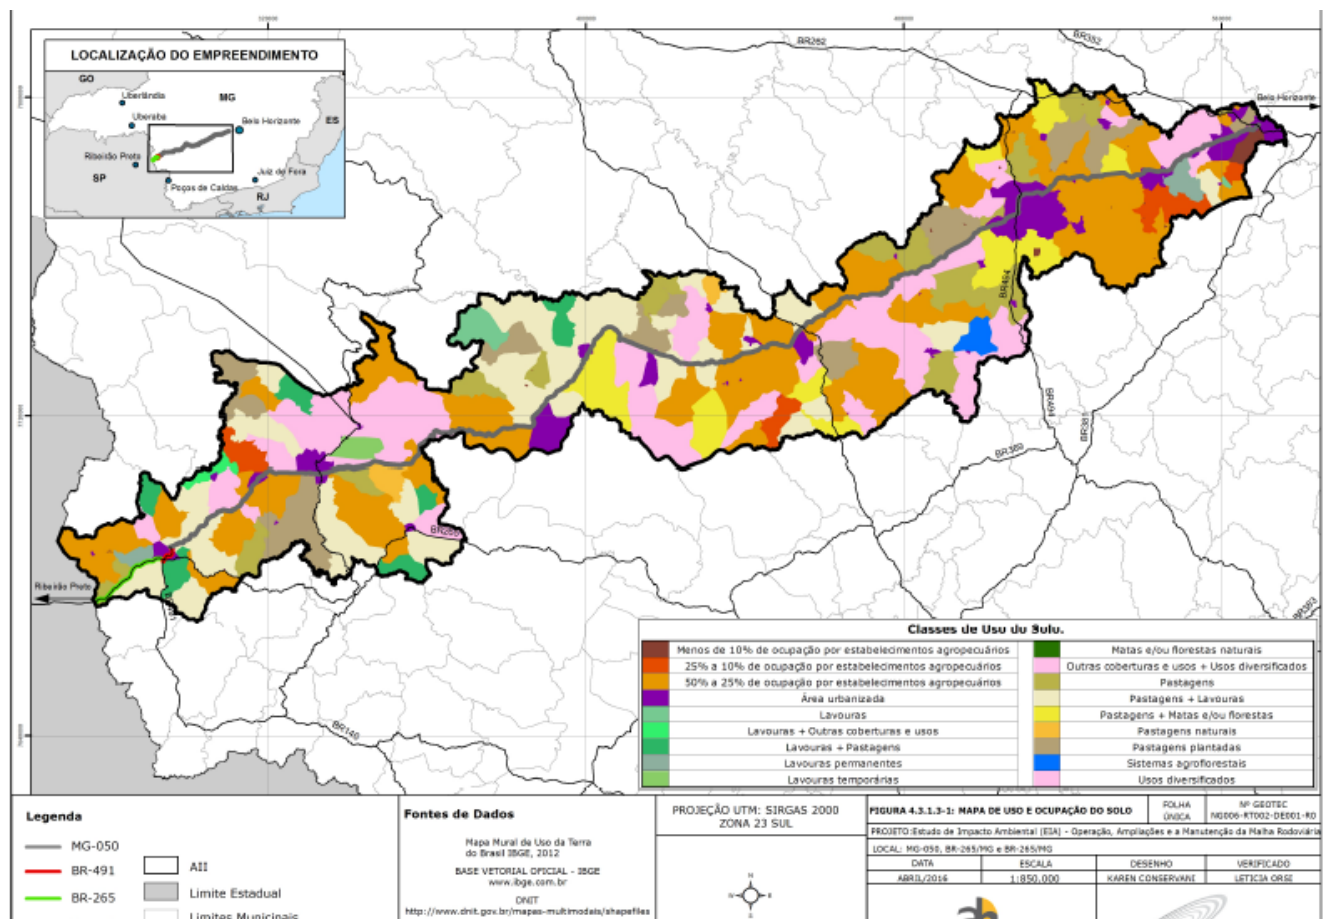 LOCALIZAÇÃO DO EMPREENDIMENTO
GO
MG
ES
SP
RJ
Uberlândia
Uberaba
Belo Horizonte
Ribeirão Preto
Poços de Caldas
Juiz de Fora
400000
BR262
BR352
Belo Horizonte
BR494
BR494
BR381
BR369
BR265
Ribeirão Preto
BR146
BR383
Classes de Uso do Solo.
Menos de 10% de ocupação por estabelecimentos agropecuários
25% a 10% de ocupação por estabelecimentos agropecuários
50% a 25% de ocupação por estabelecimentos agropecuários
Área urbanizada
Lavouras
Lavouras + Outras coberturas e usos
Lavouras + Pastagens
Lavouras permanentes
Lavouras temporárias
Matas e/ou florestas naturais
Outras coberturas e usos + Usos diversificados
Pastagens
Pastagens + Lavouras
Pastagens + Matas e/ou florestas
Pastagens naturais
Pastagens plantadas
Sistemas agroflorestais
Usos diversificados
Legenda
MG-050
BR-491
BR-265
AII
Limite Estadual
Limites Municipais
Fontes de Dados
Mapa Mural de Uso da Terra
do Brasil IBGE, 2012
BASE VETORIAL OFICIAL - IBGE
www.ibge.com.br
DNIT
http://www.dnit.gov.br/mapas-multimodais/shapefiles
PROJEÇÃO UTM: SIRGAS 2000
ZONA 23 SUL
N
W
E
S
FIGURA 4.3.1.3-1: MAPA DE USO E OCUPAÇÃO DO SOLO
FOLHA
ÚNICA
Nº GEOTEC
NG006-RT002-DE001-R0
PROJETO:Estudo de Impacto Ambiental (EIA) - Operação, Ampliações e a Manutenção da Malha Rodoviária
LOCAL: MG-050, BR-265/MG e BR-265/MG
DATA
ESCALA
DESENHO
VERIFICADO
ABRIL/2016
1:850.000
KAREN CONSERVANI
LETICIA ORSI